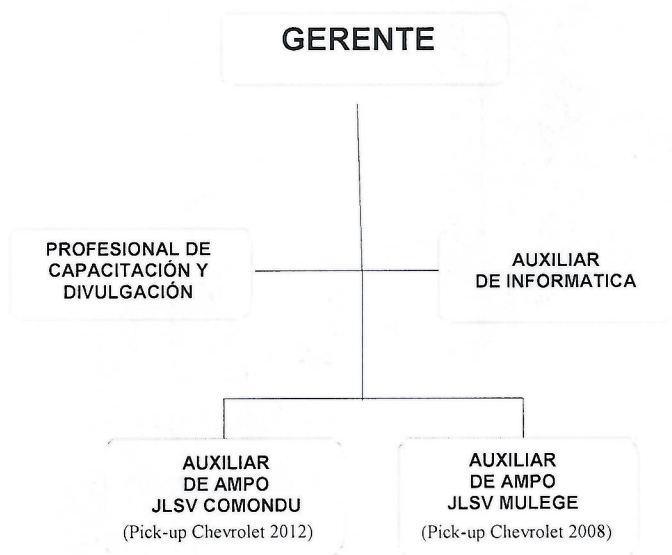 GERENTE
PROFESIONAL DE
CAPACITACIÓN Y
DIVULGACIÓN
AUXILIAR
DE INFORMATICA
AUXILIAR
DE AMPO
JLSV COMONDU
(Pick-up Chevrolet 2012)
AUXILIAR
DE AMPO
JLSV MULEGE
(Pick-up Chevrolet 2008)